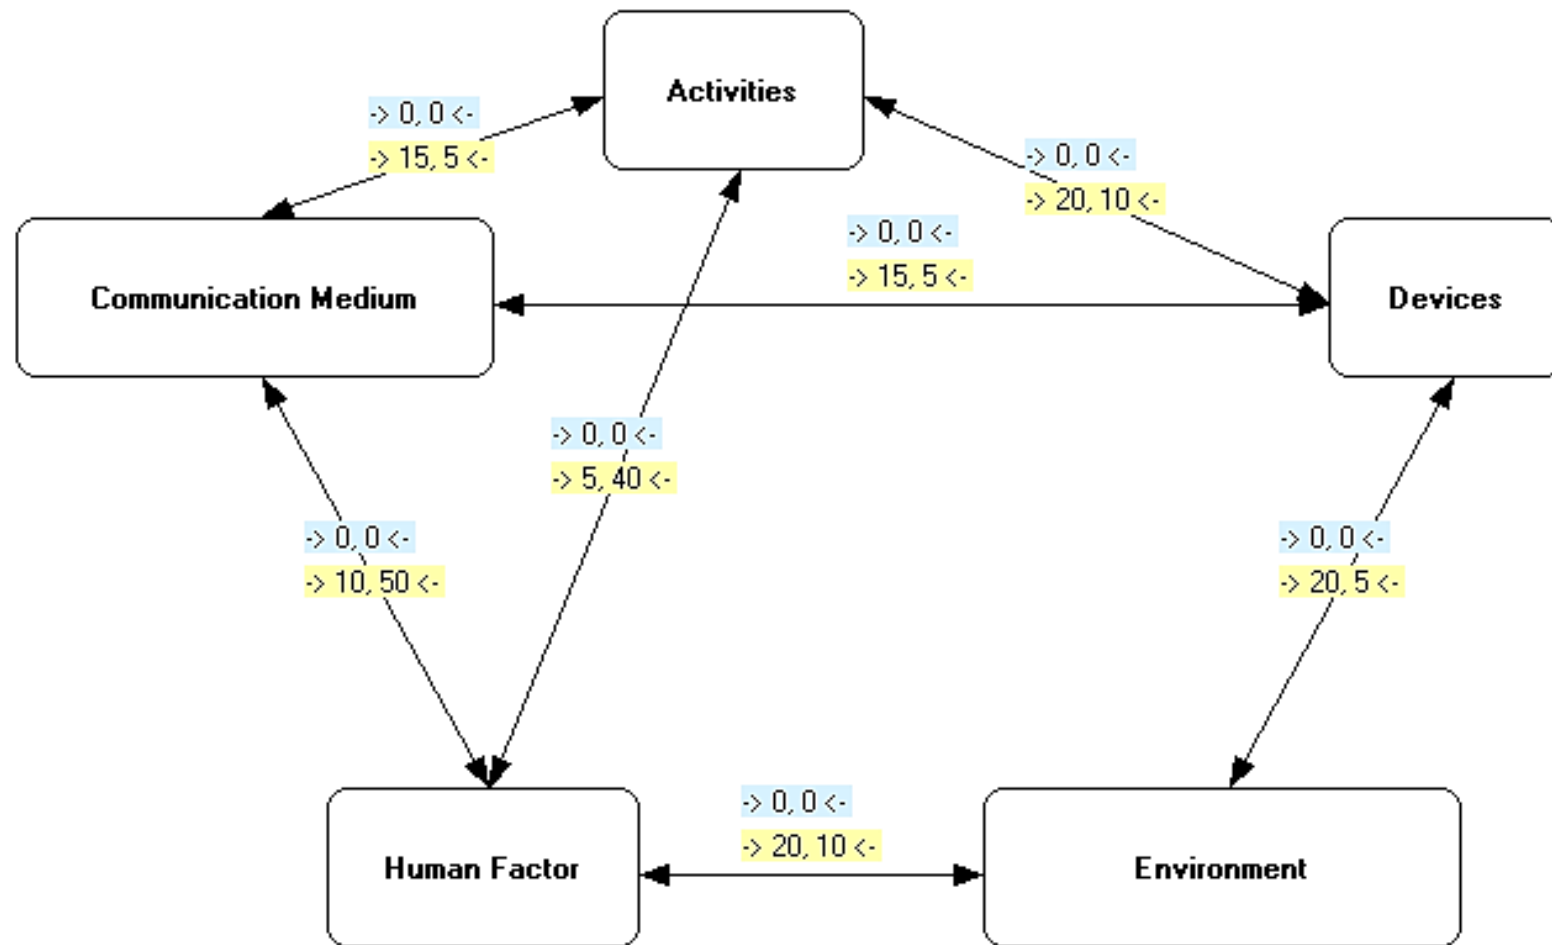 Activities
-> 0, 0 <-
-> 15, 5 <-
-> 0, 0 <-
-> 20, 10 <-
-> 0, 0 <-
-> 15, 5 <-
Communication Medium
Devices
-> 0, 0 <-
-> 5, 40 <-
-> 0, 0 <-
-> 10, 50 <-
-> 0, 0 <-
-> 20, 5 <-
-> 0, 0 <-
-> 20, 10 <-
Human Factor
Environment